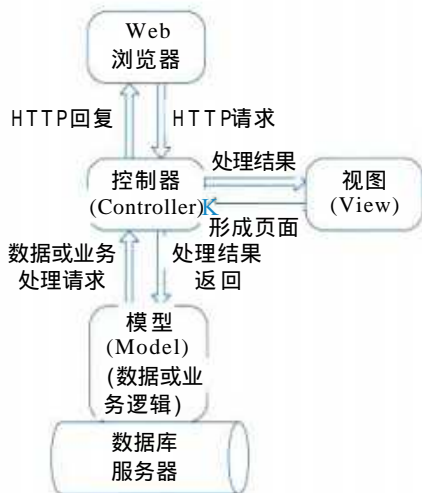 Web
浏览器
HTTP回复
HTTP请求
处理结果
控制器
(Controller)K
视图
(View)
形成页面
数据或业务
处理请求
处理结果
返回
模型
(Model)
(数据或业
务逻辑)
数据库
服务器